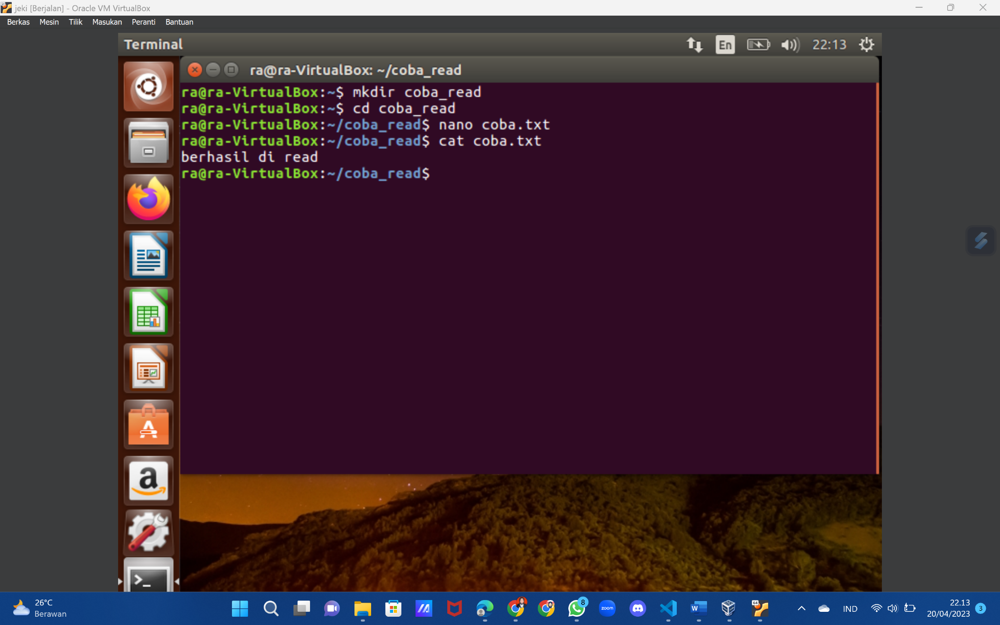 jeki [Berjalan] - Oracle VM VirtualBox
Berkas Mesin Tilik Masukan Peranti Bantuan
Terminal
En
22:13
ra@ra-VirtualBox: ~/coba_read
ra@ra-VirtualBox:~$ mkdir coba_read
ra@ra-VirtualBox:~$ cd coba_read
ra@ra-VirtualBox:~/coba_read$ nano coba.txt
ra@ra-VirtualBox:~/coba_read$ cat coba.txt
berhasil di read
ra@ra-VirtualBox:~/coba_read$
26°C
Berawan
8
zoom
W
64
IND
22.13
20/04/2023
3